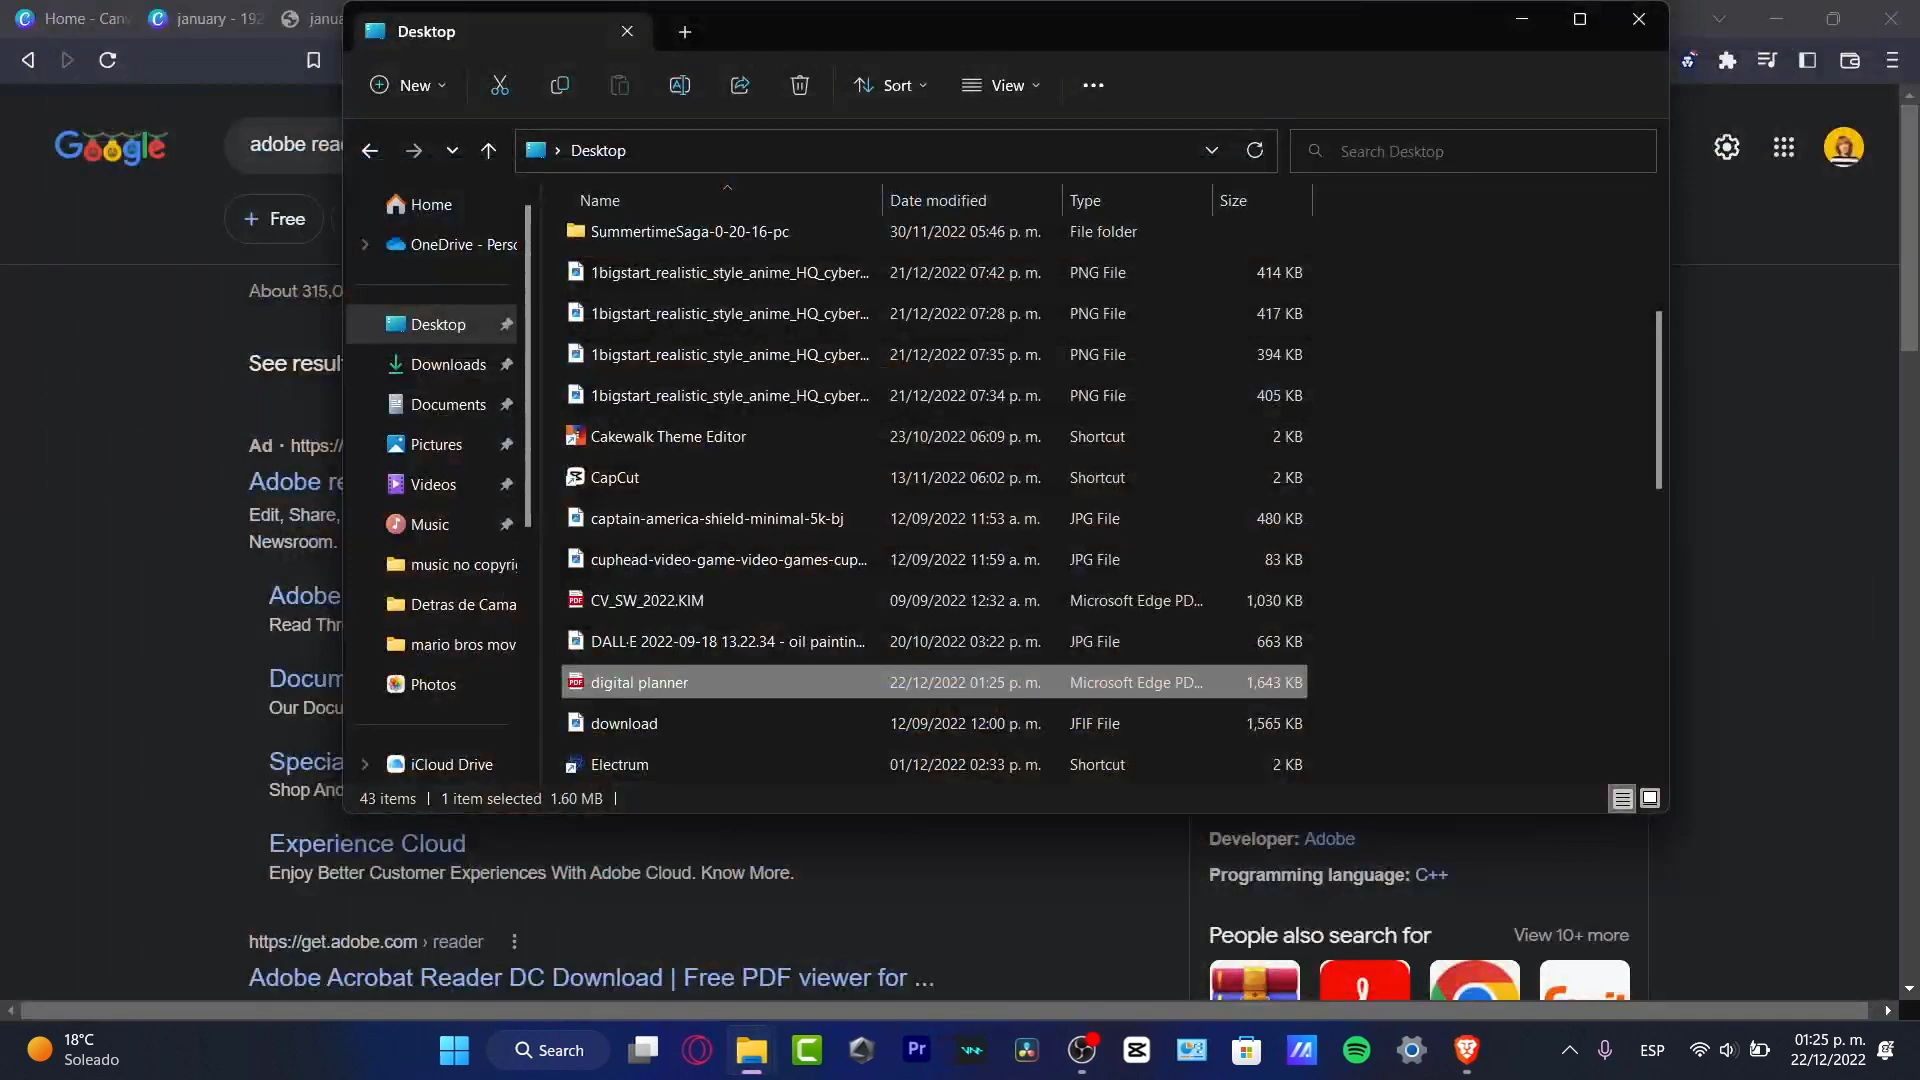 Home - Canv
january - 192
janua
Desktop
New
Sort
View
Google
adobe rea
Desktop
Search Desktop
Free
Home
OneDrive - Perso
Desktop
Downloads
Documents
Pictures
Videos
Music
music no copyri
Detras de Cama
mario bros mov
Photos
iCloud Drive
Name Date modified Type Size
SummertimeSaga-0-20-16-pc 30/11/2022 05:46 p. m. File folder
1bigstart_realistic_style_anime_HQ_cyber... 21/12/2022 07:42 p. m. PNG File 414 KB
1bigstart_realistic_style_anime_HQ_cyber... 21/12/2022 07:28 p. m. PNG File 417 KB
1bigstart_realistic_style_anime_HQ_cyber... 21/12/2022 07:35 p. m. PNG File 394 KB
1bigstart_realistic_style_anime_HQ_cyber... 21/12/2022 07:34 p. m. PNG File 405 KB
Cakewalk Theme Editor 23/10/2022 06:09 p. m. Shortcut 2 KB
CapCut 13/11/2022 06:02 p. m. Shortcut 2 KB
captain-america-shield-minimal-5k-bj 12/09/2022 11:53 a. m. JPG File 480 KB
cuphead-video-game-video-games-cup... 12/09/2022 11:59 a. m. JPG File 83 KB
CV_SW_2022.KIM 09/09/2022 12:32 a. m. Microsoft Edge PD... 1,030 KB
DALL·E 2022-09-18 13.22.34 - oil paintin... 20/10/2022 03:22 p. m. JPG File 663 KB
digital planner 22/12/2022 01:25 p. m. Microsoft Edge PD... 1,643 KB
download 12/09/2022 12:00 p. m. JFIF File 1,565 KB
Electrum 01/12/2022 02:33 p. m. Shortcut 2 KB
43 items 1 item selected 1.60 MB
About 315,0
See result
Ad · https://
Adobe re
Edit, Share,
Newsroom.
Adobe
Read Thr
Docum
Our Docu
Specia
Shop And
Experience Cloud
Enjoy Better Customer Experiences With Adobe Cloud. Know More.
https://get.adobe.com › reader
Adobe Acrobat Reader DC Download | Free PDF viewer for ...
Developer: Adobe
Programming language: C++
People also search for View 10+ more
18°C
Soleado
Search
Pr
ESP
01:25 p. m.
22/12/2022